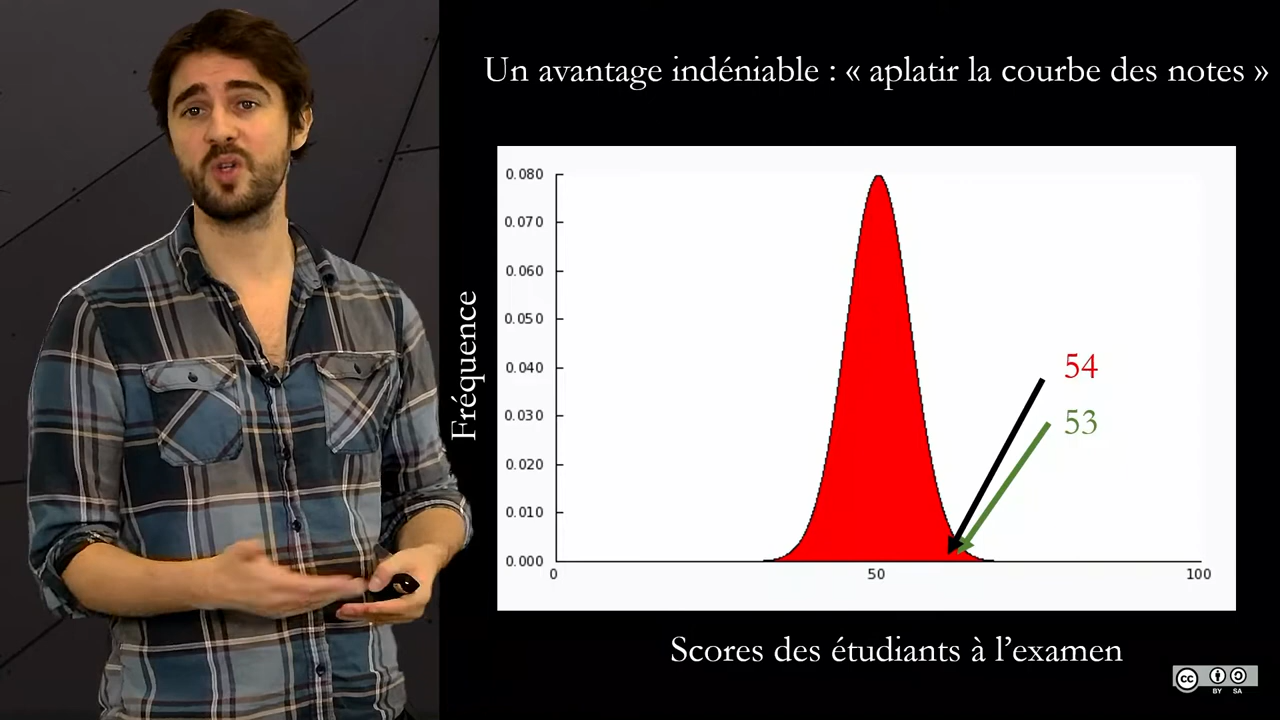 Un avantage indéniable : « aplatir la courbe des notes »
0.080
0.070
0.060
0.050
0.040
0.030
0.020
0.010
0.000
0
50
100
Fréquence
54
53
Scores des étudiants à l'examen
cc
BY SA